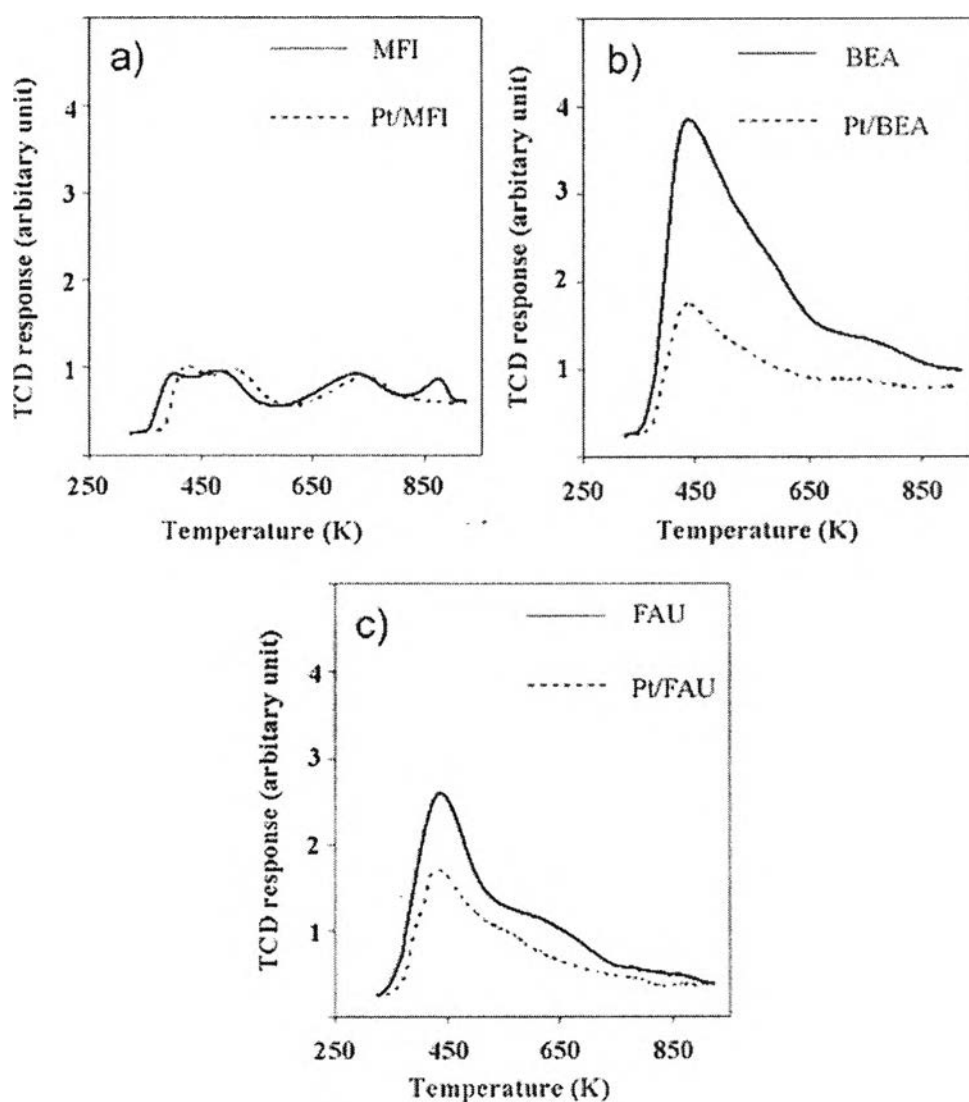 a)
MFI
Pt/MFI
TCD response (arbitary unit)
4
3
2
1
250 450 650 850
Temperature (K)
b)
BEA
Pt/BEA
TCD response (arbitary unit)
4
3
2
1
250 450 650 850
Temperature (K)
c)
FAU
Pt/FAU
TCD response (arbitary unit)
4
3
2
1
250 450 650 850
Temperature (K)